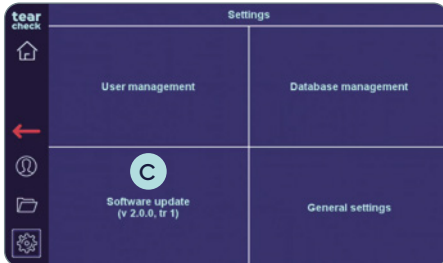 tear
check
Settings
User management
Database management
C
Software update
(v 2.0.0, tr 1)
General settings